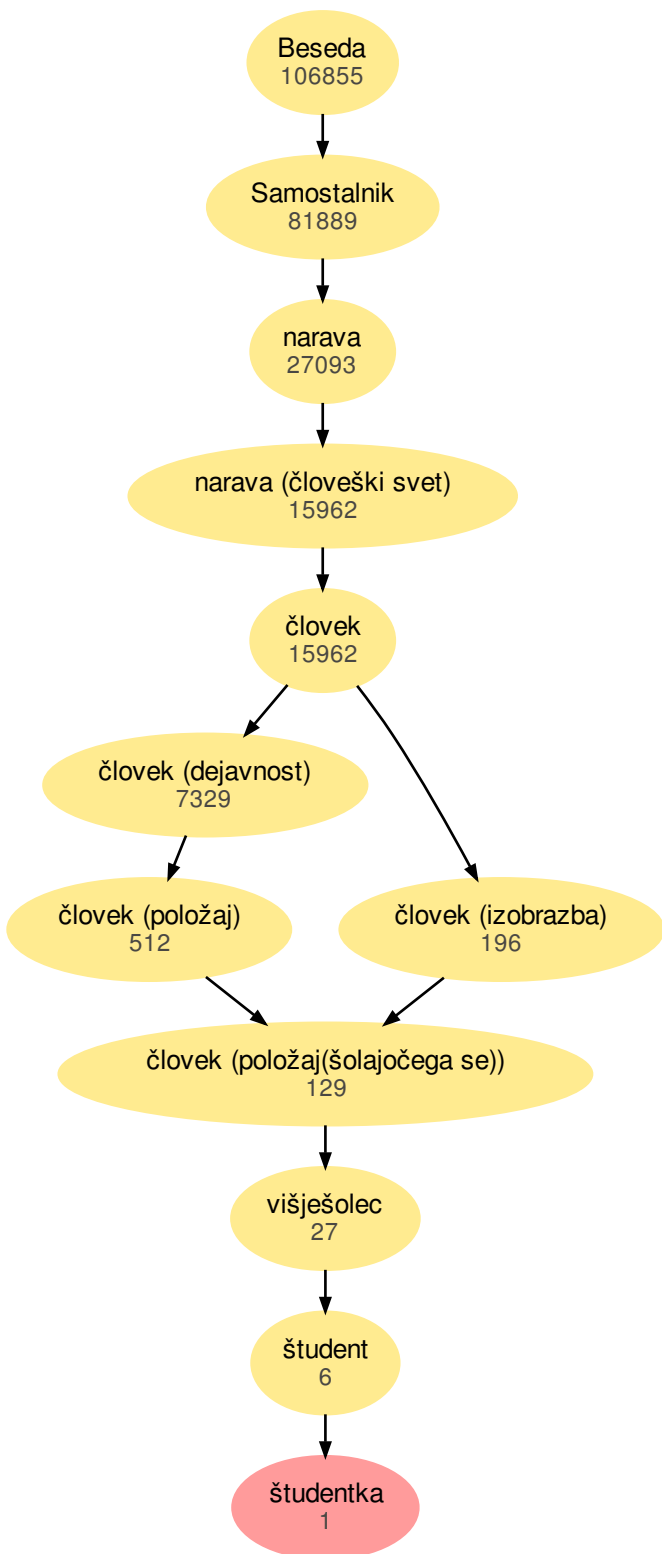 Beseda
106855
Samostalnik
81889
narava
27093
narava (človeški svet)
15962
človek
15962
človek (dejavnost)
7329
človek (položaj)
512
človek (izobrazba)
196
človek (položaj(šolajočega se))
129
višješolec
27
študent
6
študentka
1